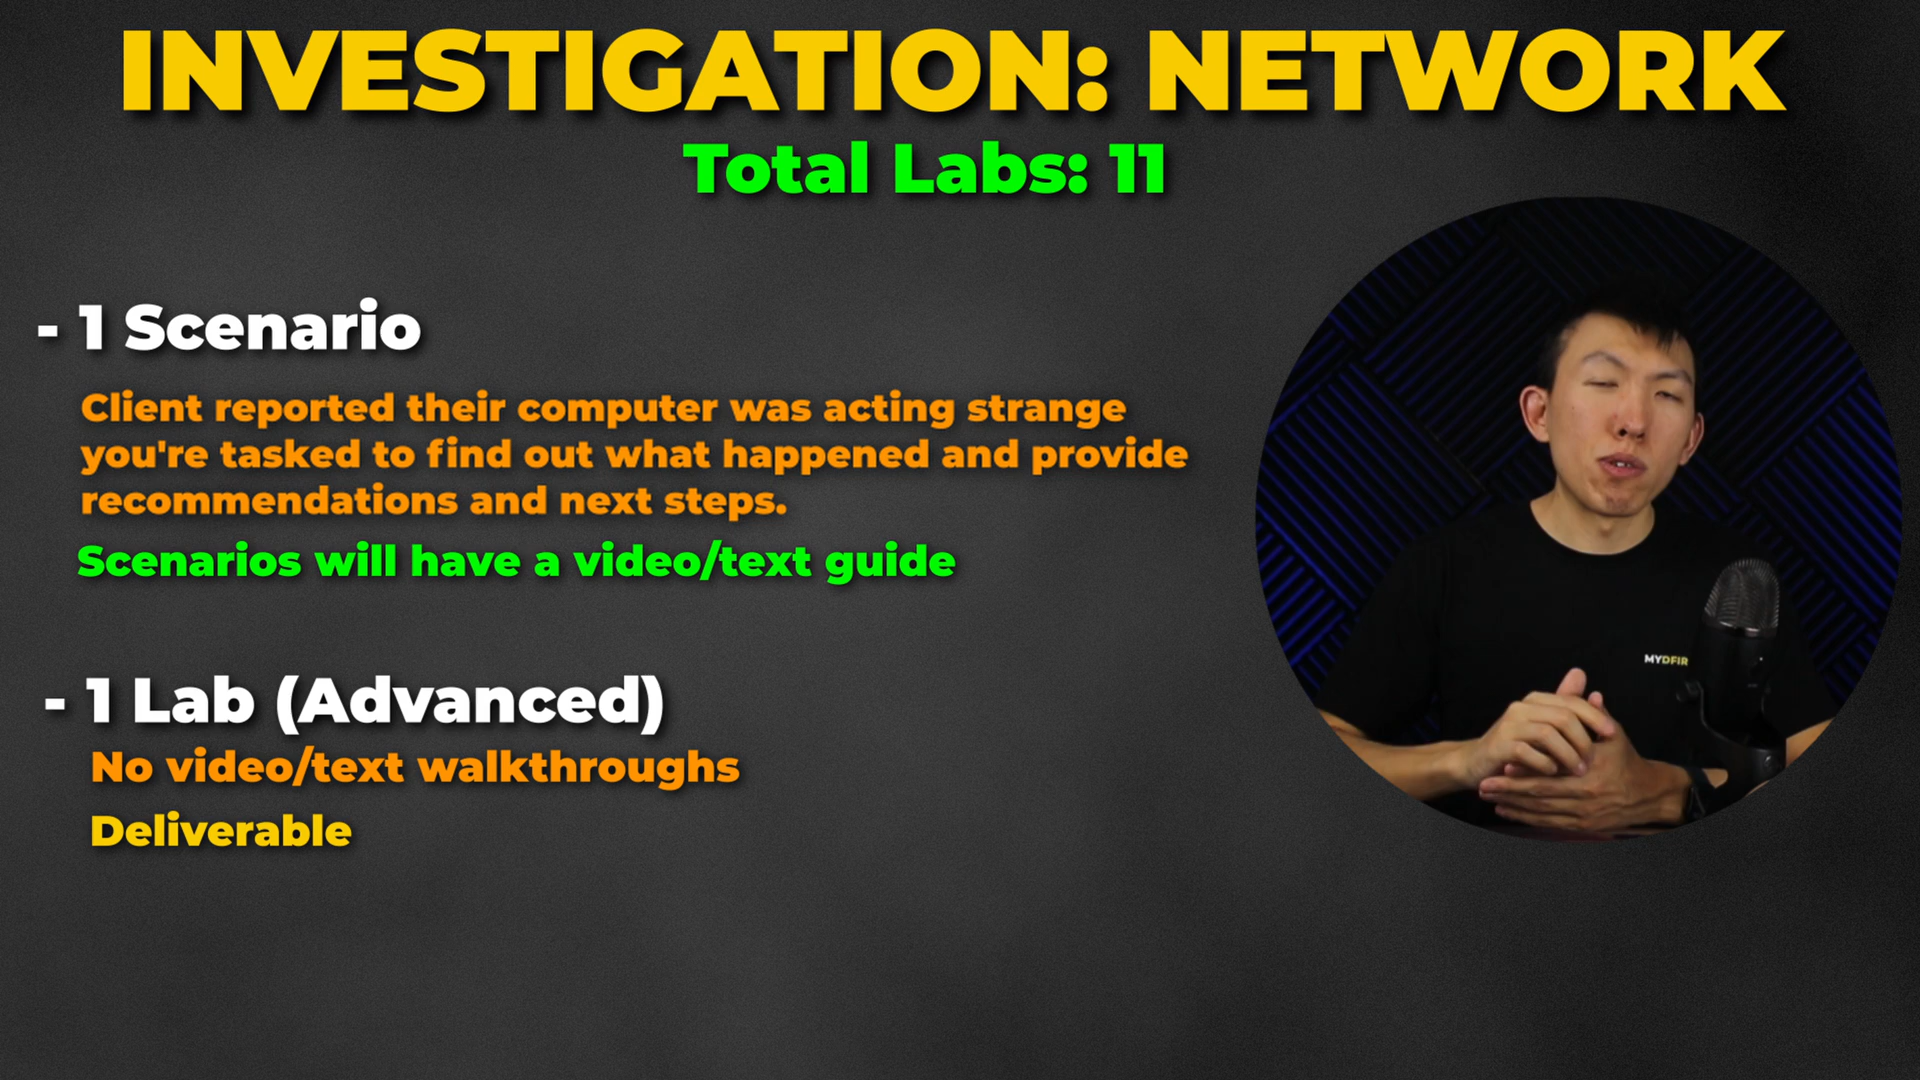 INVESTIGATION: NETWORK
Total Labs: 11
- 1 Scenario
Client reported their computer was acting strange
you're tasked to find out what happened and provide
recommendations and next steps.
Scenarios will have a video/text guide
- 1 Lab (Advanced)
No video/text walkthroughs
Deliverable
MYDFIR